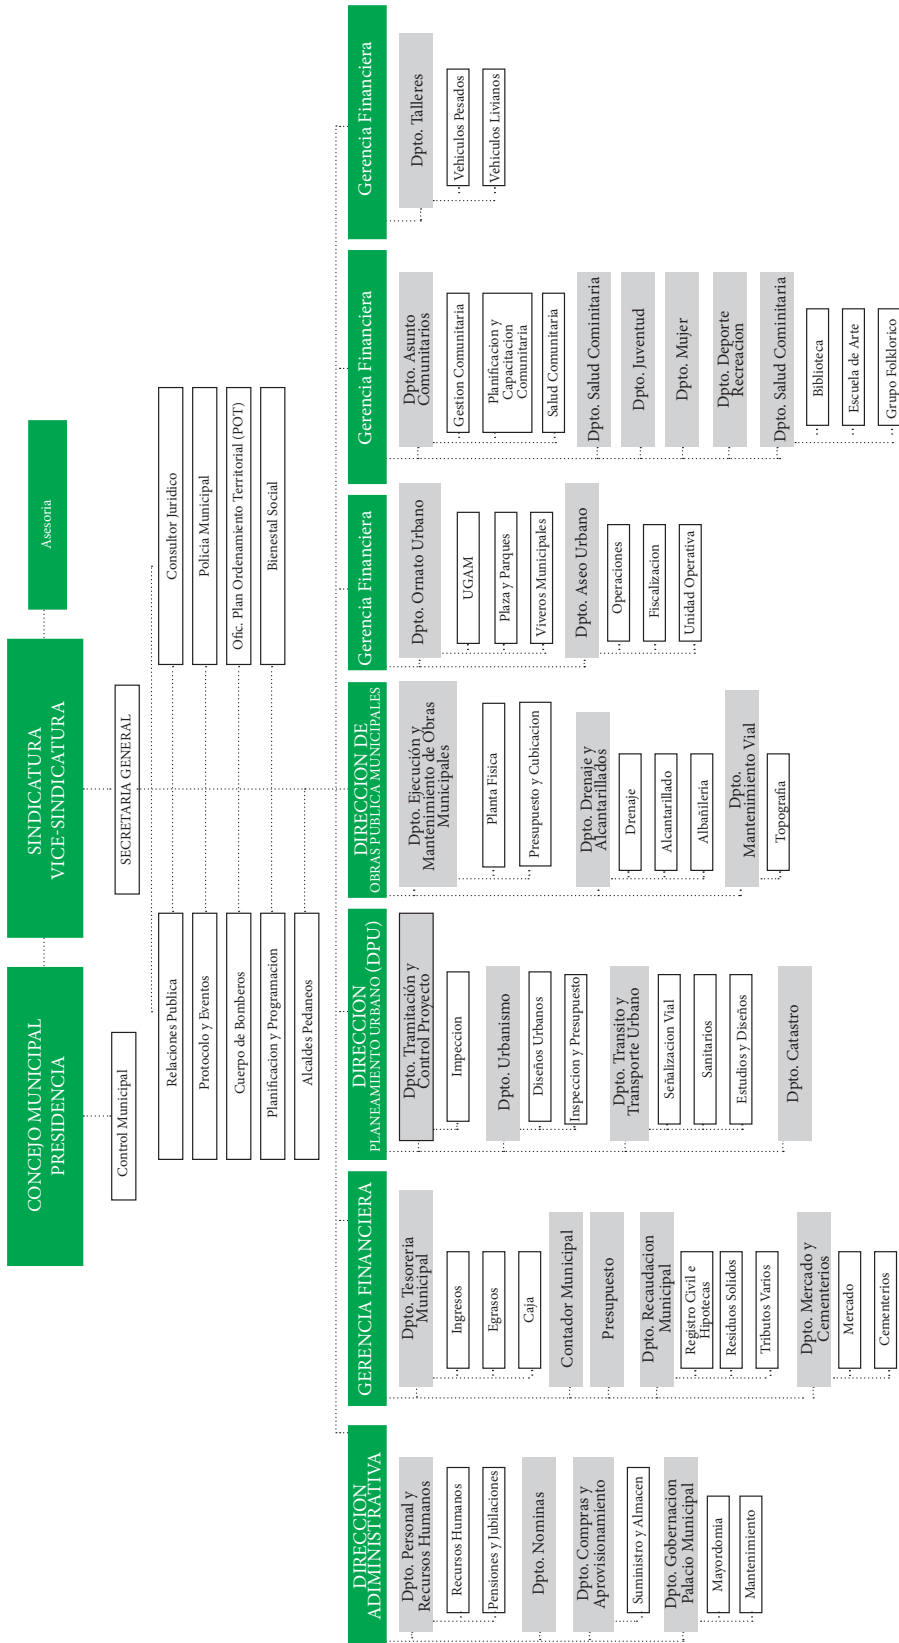 CONCEJO MUNICIPAL
PRESIDENCIA
SINDICATURA
VICE-SINDICATURA
Asesoria
Control Municipal
SECRETARIA GENERAL
Relaciones Publica
Protocolo y Eventos
Cuerpo de Bomberos
Planificacion y Programacion
Alcaldes Pedaneos
Consultor Juridico
Policia Municipal
Ofic. Plan Ordenamiento Territorial (POT)
Bienestal Social
DIRECCION
ADIMINISTRATIVA
Dpto. Personal y
Recursos Humanos
Recursos Humanos
Pensiones y Jubilaciones
Dpto. Nominas
Dpto. Compras y
Aprovisionamiento
Suministro y Almacen
Dpto. Gobernacion
Palacio Municipal
Mayordomia
Mantenimiento
GERENCIA FINANCIERA
Dpto. Tesoreria
Municipal
Ingresos
Egrasos
Caja
Contador Municipal
Presupuesto
Dpto. Recaudacion
Municipal
Registro Civil e
Hipotecas
Residuos Solidos
Tributos Varios
Dpto. Mercado y
Cementerios
Mercado
Cementerios
DIRECCION
PLANEAMIENTO URBANO (DPU)
Dpto. Tramitación y
Control Proyecto
Impeccion
Dpto. Urbanismo
Diseños Urbanos
Inspeccion y Presupuesto
Dpto. Transito y
Transporte Urbano
Señalizacion Vial
Sanitarios
Estudios y Diseños
Dpto. Catastro
DIRECCION DE
OBRAS PUBLICA MUNICIPALES
Dpto. Ejecución y
Mantenimiento de Obras
Municipales
Planta Fisica
Presupuesto y Cubicacion
Dpto. Drenaje y
Alcantarillados
Drenaje
Alcantarillado
Albañileria
Dpto.
Mantenimiento Vial
Topografia
Gerencia Financiera
Dpto. Ornato Urbano
UGAM
Plaza y Parques
Viveros Municipales
Dpto. Aseo Urbano
Operaciones
Fiscalizacion
Unidad Operativa
Gerencia Financiera
Dpto. Asunto
Comunitarios
Gestion Comunitaria
Planificacion y
Capacitacion
Comunitaria
Salud Comunitaria
Dpto. Salud Cominitaria
Dpto. Juventud
Dpto. Mujer
Dpto. Deporte
Recreacion
Dpto. Salud Cominitaria
Biblioteca
Escuela de Arte
Grupo Folklorico
Gerencia Financiera
Dpto. Talleres
Vehiculos Pesados
Vehiculos Livianos